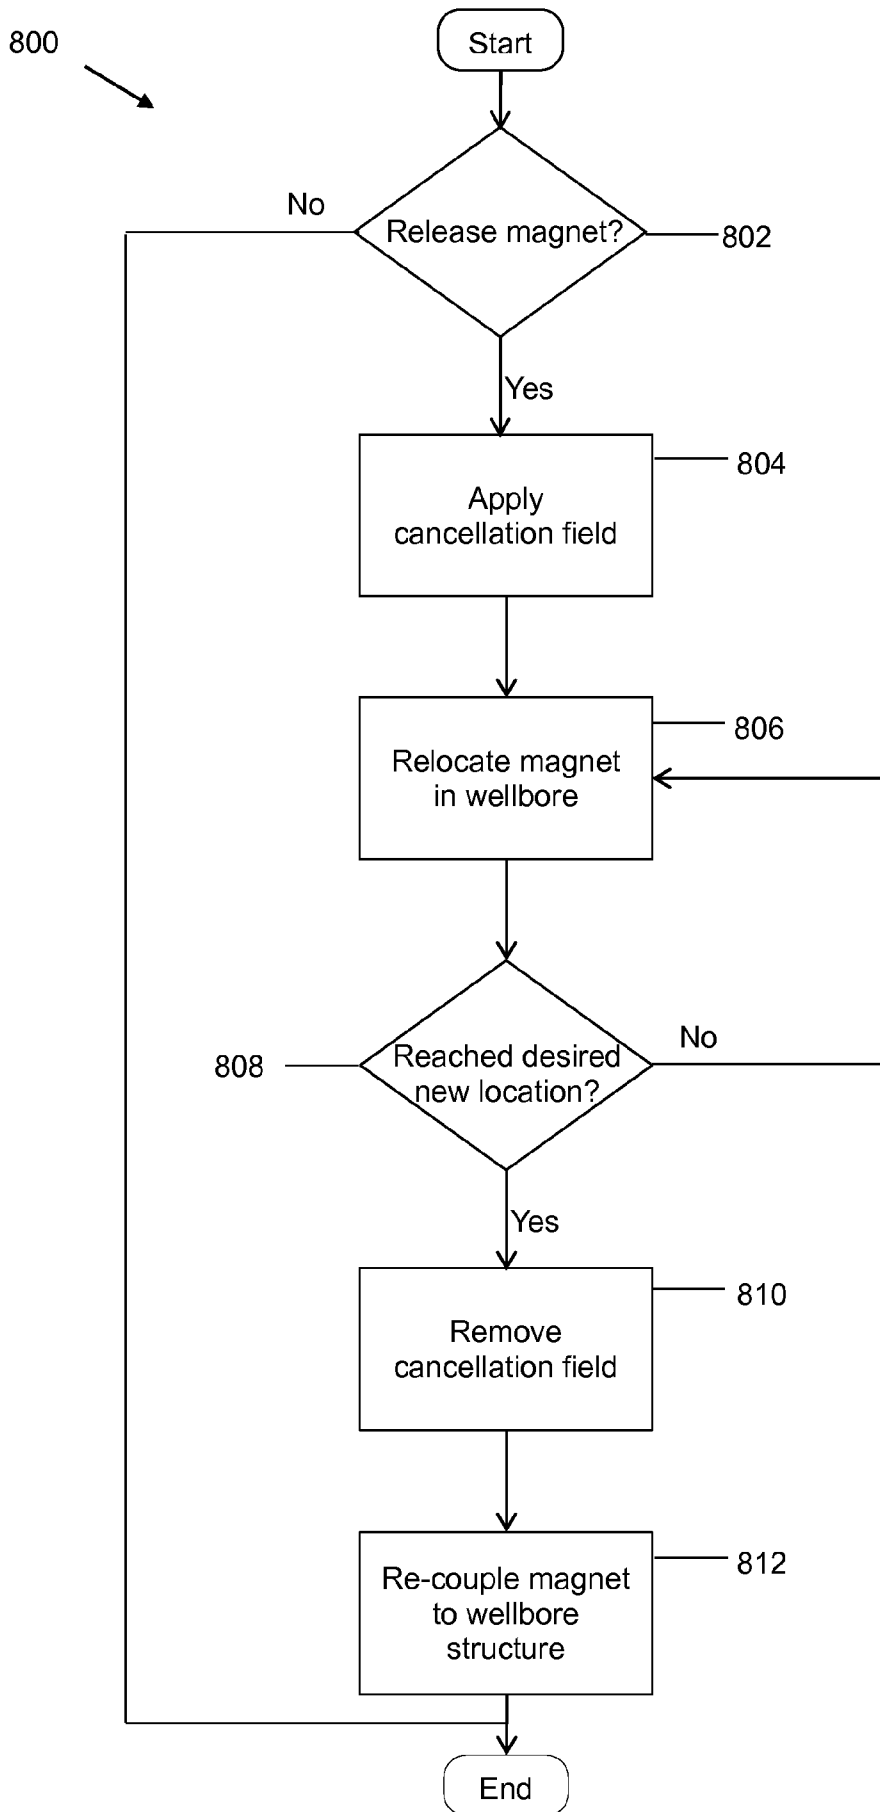 800
Start
No
Release magnet?
802
Yes
804
Apply
cancellation field
806
Relocate magnet
in wellbore
No
808
Reached desired
new location?
Yes
810
Remove
cancellation field
812
Re-couple magnet
to wellbore
structure
End